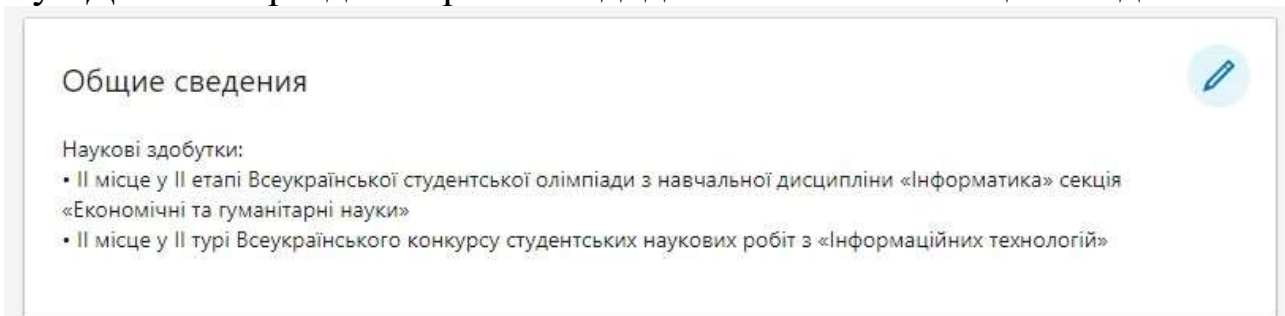 Общие сведения
Наукові здобутки:
• ІІ місце у ІІ етапі Всеукраїнської студентської олімпіади з навчальної дисципліни «Інформатика» секція
«Економічні та гуманітарні науки»
• ІІ місце у ІІ турі Всеукраїнського конкурсу студентських наукових робіт з «Інформаційних технологій»